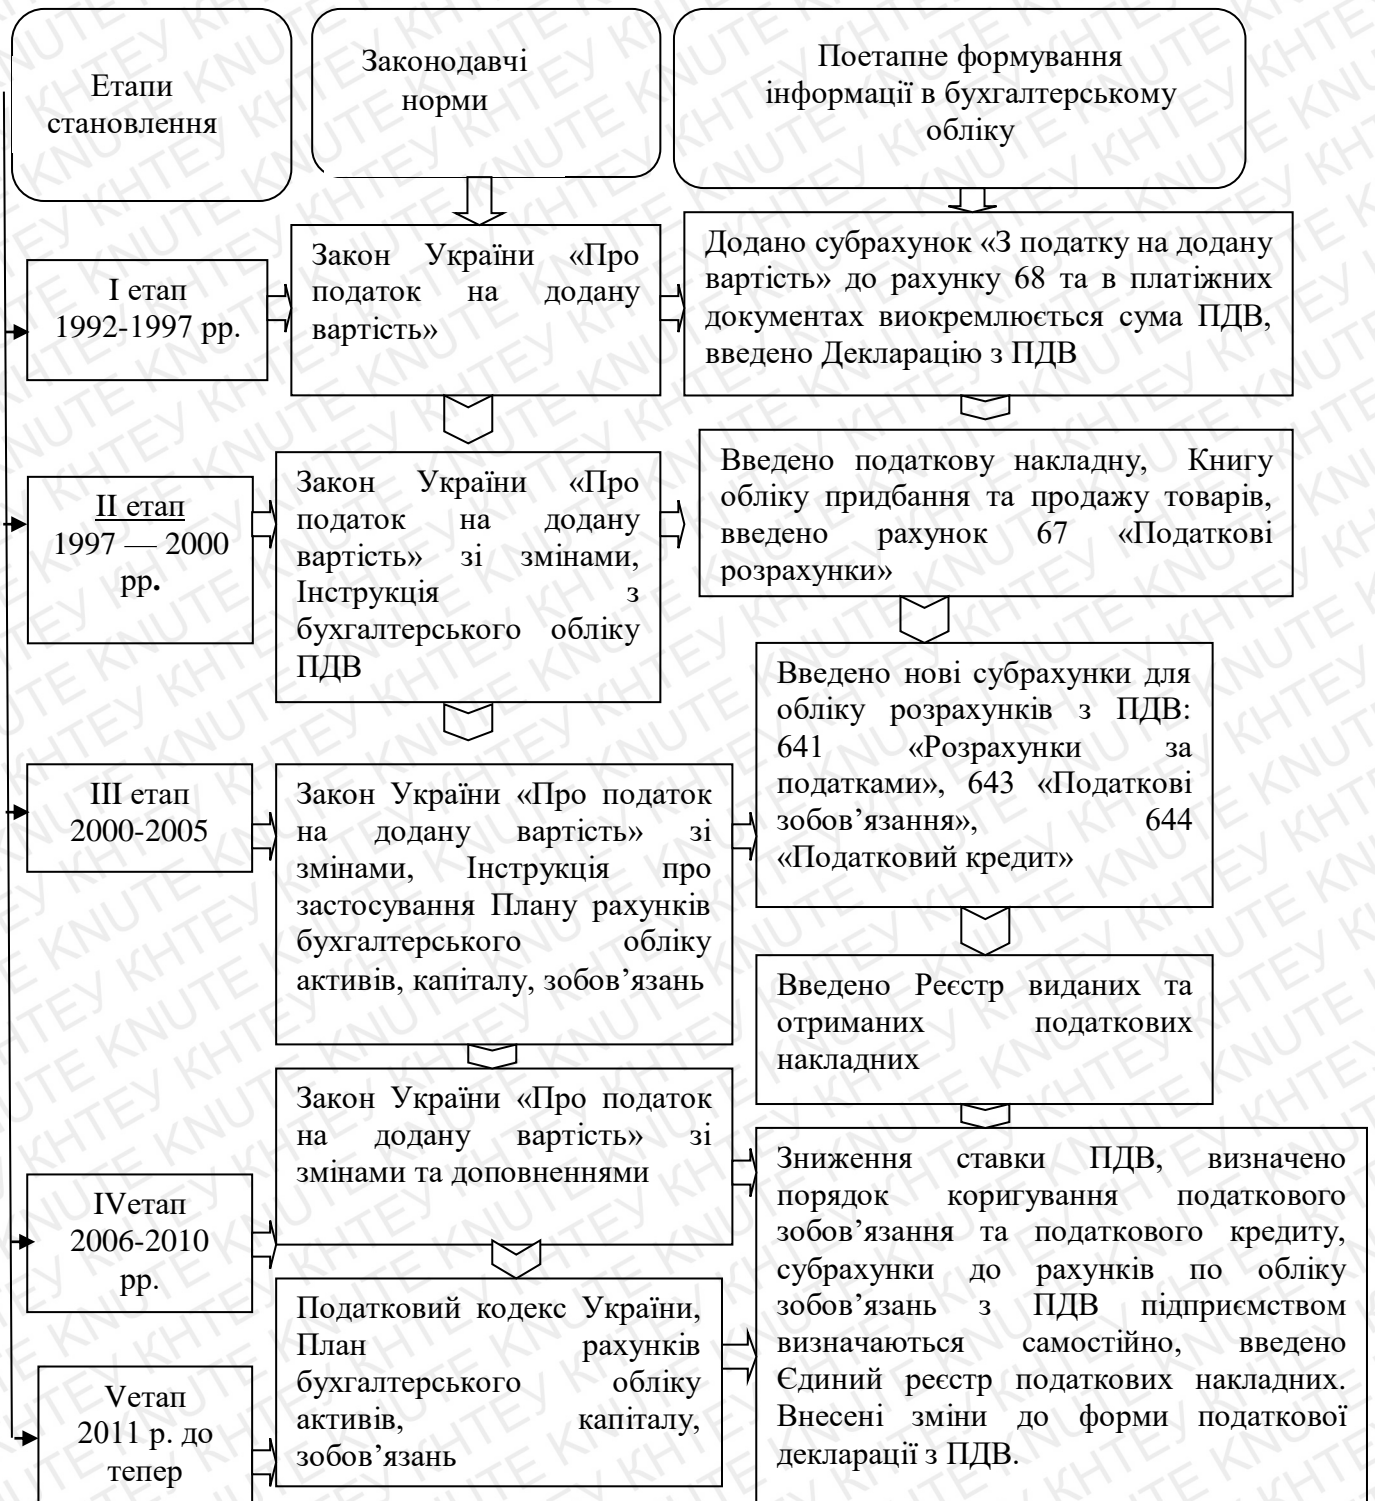 Етапи
становлення
Законодавчі
норми
Поетапне формування
інформації в бухгалтерському
обліку
І етап
1992-1997 рр.
Закон України «Про
податок на додану
вартість»
Додано субрахунок «З податку на додану
вартість» до рахунку 68 та в платіжних
документах виокремлюється сума ПДВ,
введено Декларацію з ПДВ
ІІ етап
1997 — 2000
рр.
Закон України «Про
податок на додану
вартість» зі змінами,
Інструкція з
бухгалтерського обліку
ПДВ
Введено податкову накладну, Книгу
обліку придбання та продажу товарів,
введено рахунок 67 «Податкові
розрахунки»
ІІІ етап
2000-2005
Закон України «Про податок
на додану вартість» зі
змінами, Інструкція про
застосування Плану рахунків
бухгалтерського обліку
активів, капіталу, зобов’язань
Введено нові субрахунки для
обліку розрахунків з ПДВ:
641 «Розрахунки за
податками», 643 «Податкові
зобов’язання», 644
«Податковий кредит»
Введено Реєстр виданих та
отриманих податкових
накладних
IVетап
2006-2010
рр.
Закон України «Про податок
на додану вартість» зі
змінами та доповненнями
Зниження ставки ПДВ, визначено
порядок коригування податкового
зобов’язання та податкового кредиту,
субрахунки до рахунків по обліку
зобов’язань з ПДВ підприємством
визначаються самостійно, введено
Єдиний реєстр податкових накладних.
Внесені зміни до форми податкової
декларації з ПДВ.
Vетап
2011 р. до
тепер
Податковий кодекс України,
План рахунків
бухгалтерського обліку
активів, капіталу,
зобов’язань